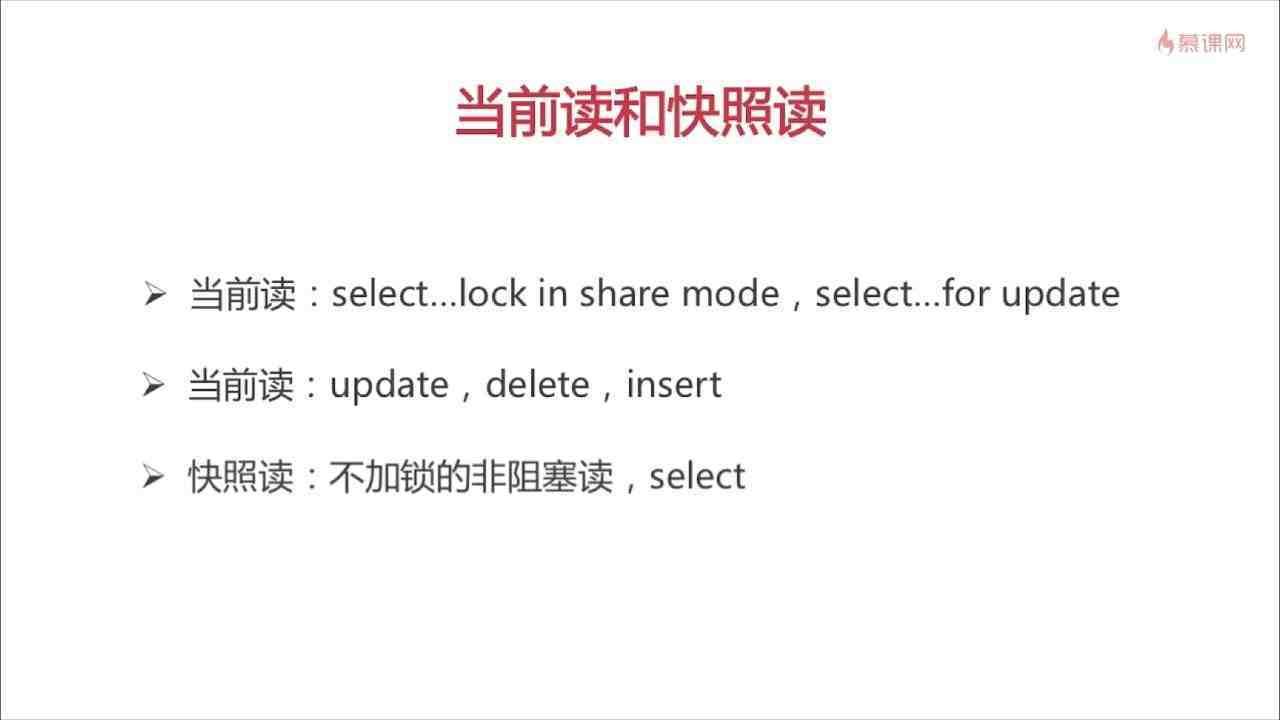 慕课网
当前读和快照读
当前读：select...lock in share mode，select...for update
当前读：update，delete，insert
快照读：不加锁的非阻塞读，select